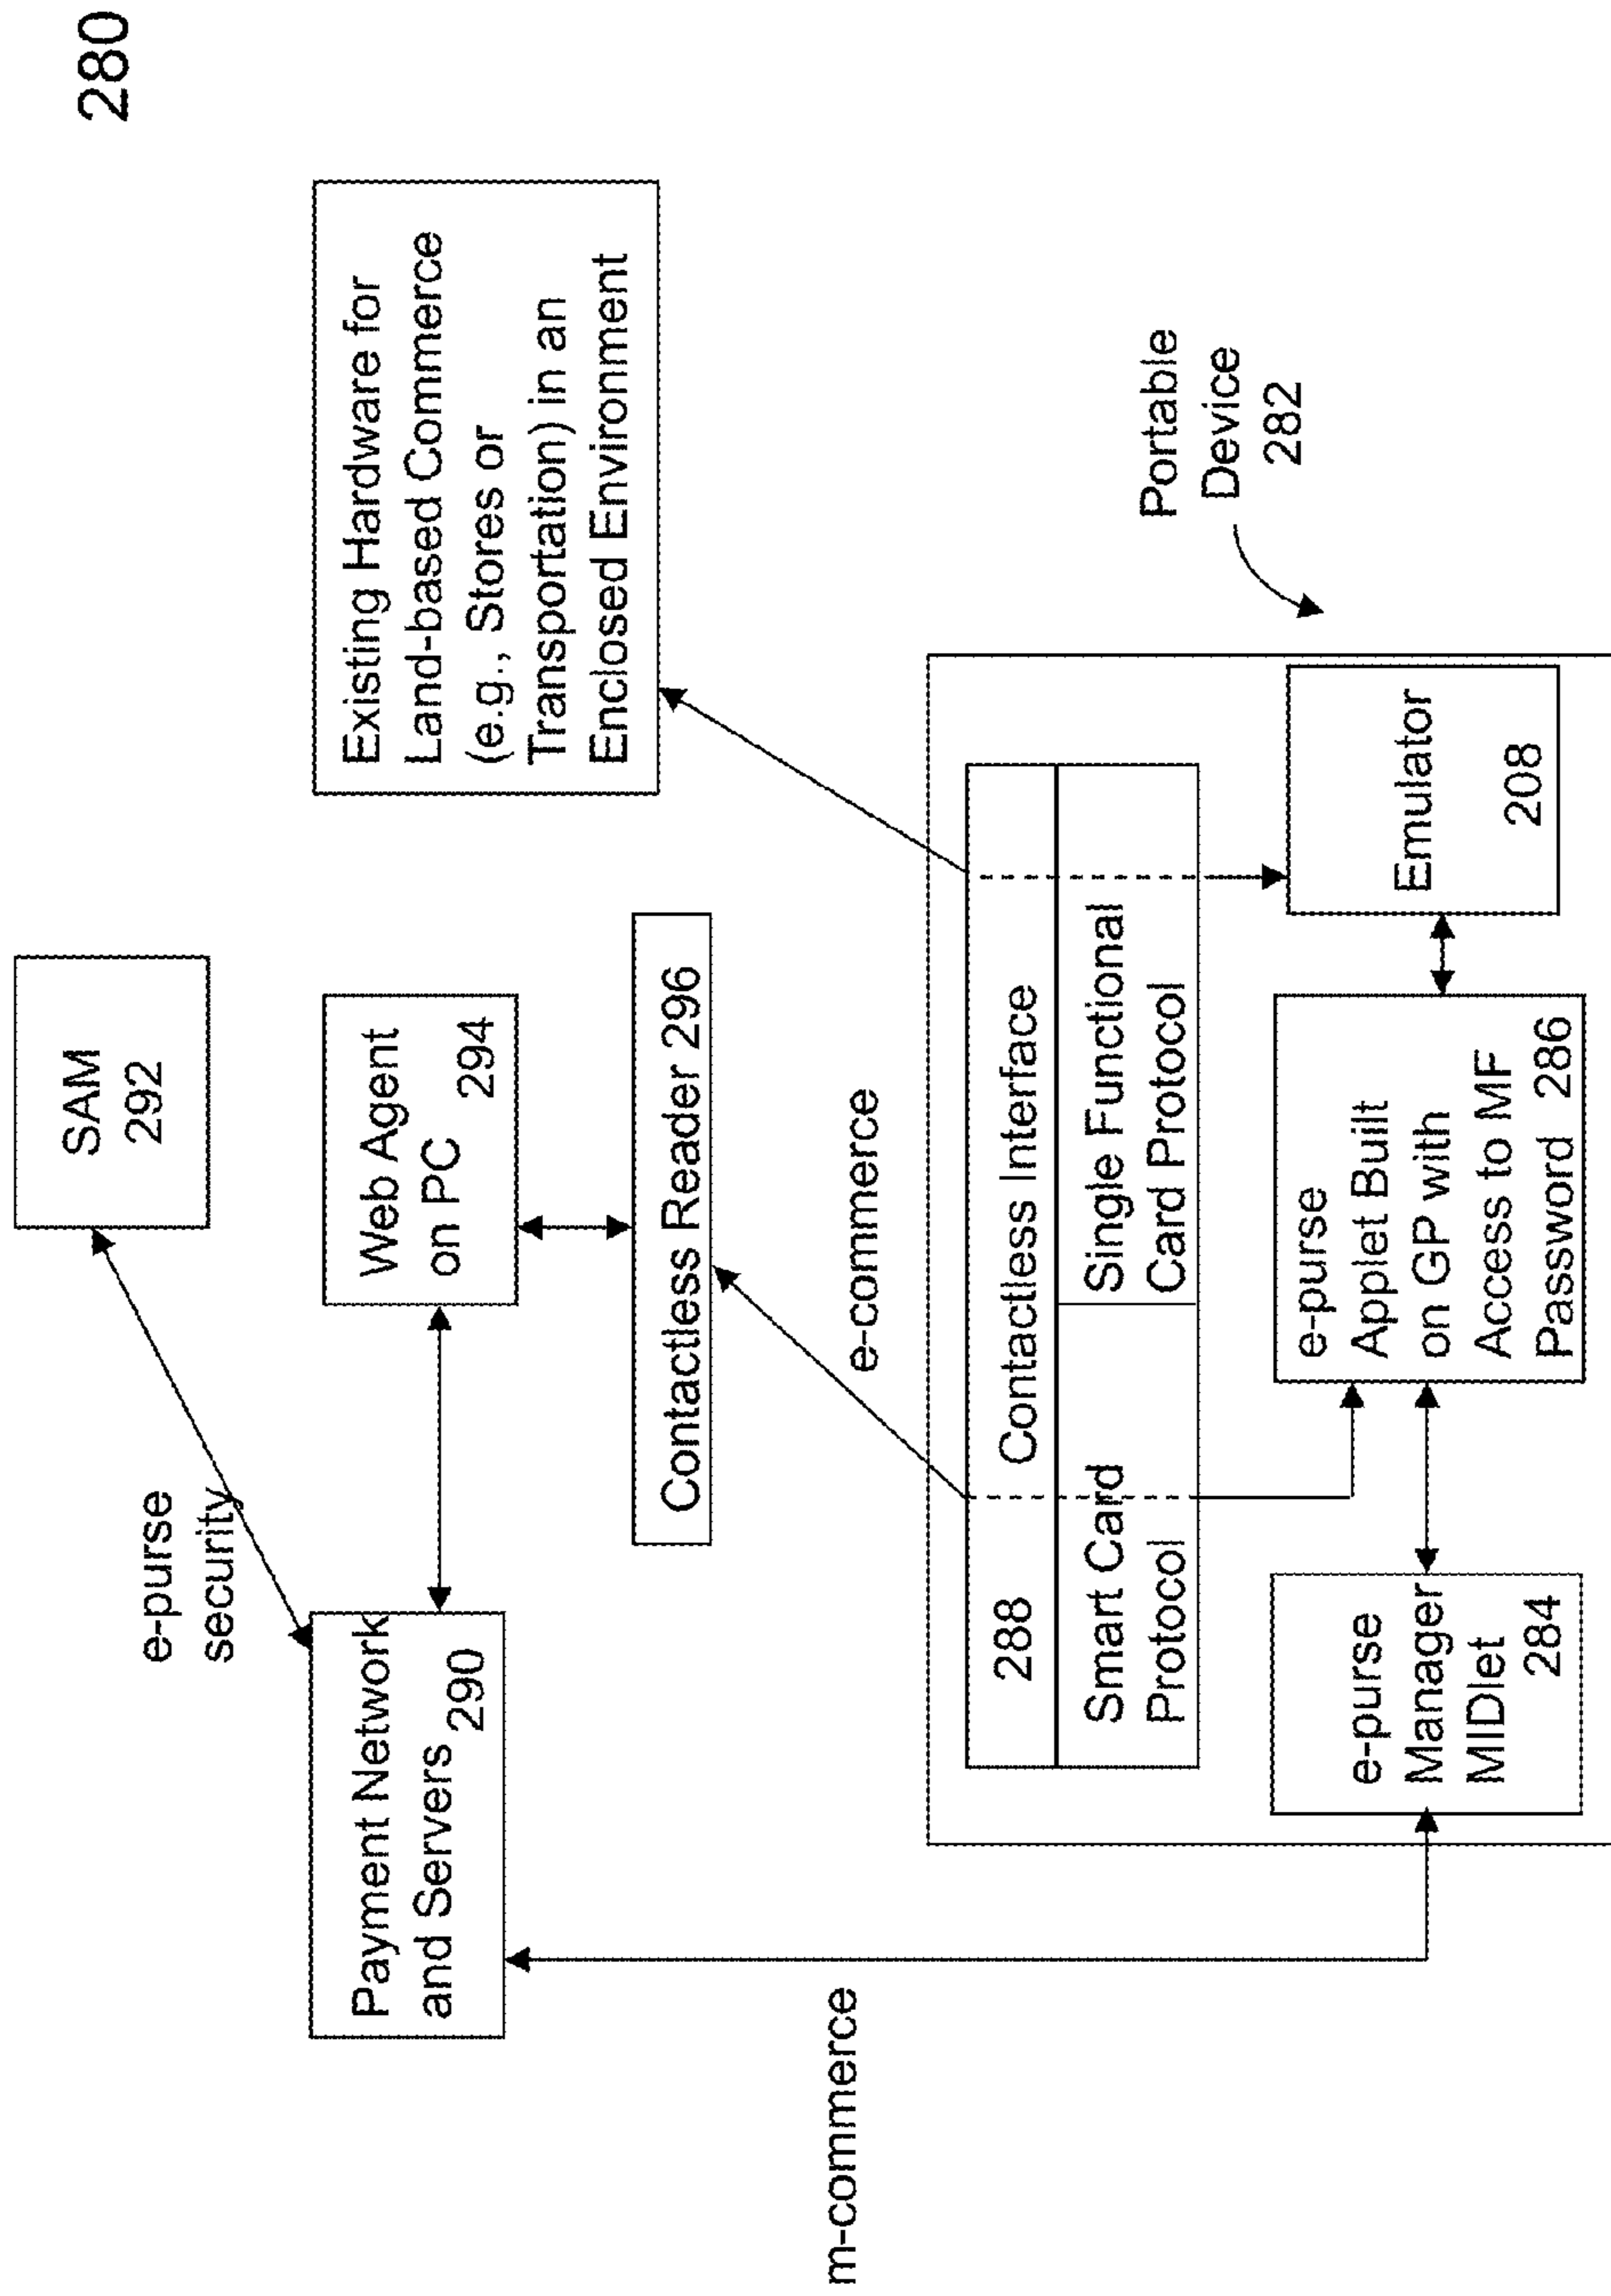 280
SAM
292
e-purse
security
Payment Network
and Servers
290
Web Agent
on PC
294
Existing Hardware for
Land-based Commerce
(e.g., Stores or
Transportation) in an
Enclosed Environment
Contactless Reader 296
m-commerce
e-commerce
Portable
Device
282
288 Contactless Interface
Smart Card
Protocol
Single Functional
Card Protocol
e-purse
Manager
MIDlet
284
e-purse
Applet Built
on GP with
Access to MF
Password 286
Emulator
208